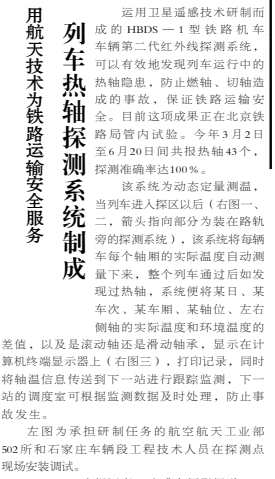 用航天技术为铁路运输安全服务
列车热轴探测系统制成
运用卫星遥感技术研制而
成的HBDS—1型铁路机车
车辆第二代红外线探测系统，
可以有效地发现列车运行中的
热轴隐患，防止燃轴、切轴造
成的事故，保证铁路运输安
全。目前这项成果正在北京铁
路局管内试验。今年3月2日
至6月20日间共报热轴43个，
探测准确率达100％。
该系统为动态定量测温，
当列车进入探区以后（右图一、
二，箭头指向部分为装在路轨
旁的探测系统），该系统将每辆
车每个轴厢的实际温度自动测
量下来，整个列车通过后如发
现过热轴，系统便将某日、某
车次、某车厢、某轴位、左右
侧轴的实际温度和环境温度的
差值，以及是滚动轴还是滑动轴承，显示在计
算机终端显示器上（右图三），打印记录，同时
将轴温信息传送到下一站进行跟踪监测，下一
站的调度室可根据监测数据及时处理，防止事
故发生。
左图为承担研制任务的航空航天工业部
502所和石家庄车辆段工程技术人员在探测点
现场安装调试。